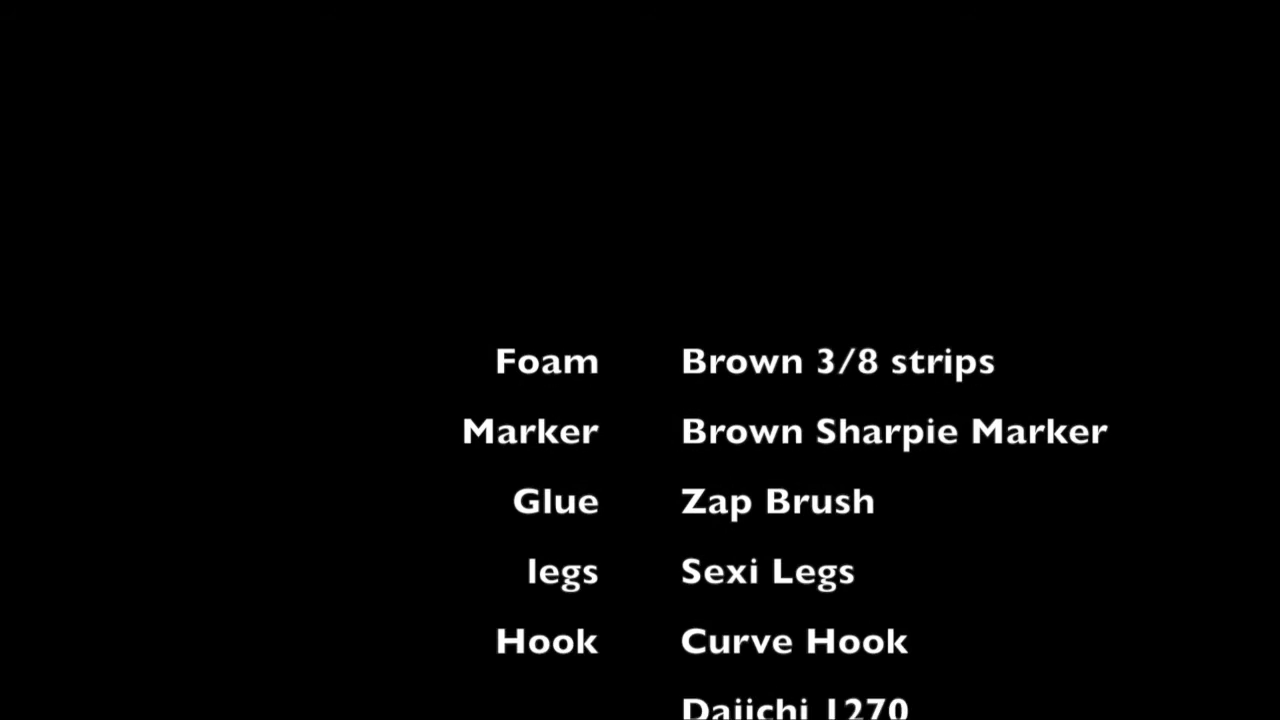 Foam Brown 3/8 strips
Marker Brown Sharpie Marker
Glue Zap Brush
legs Sexi Legs
Hook Curve Hook
Daiichi 1270